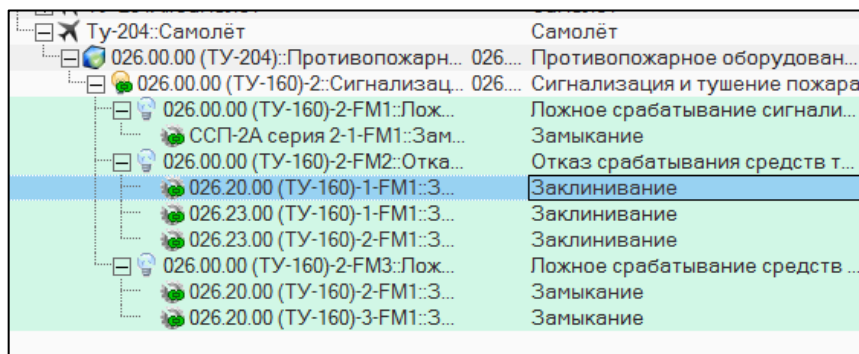 Ту-204::Самолёт Самолёт
026.00.00 (ТУ-204)::Противопожарн... 026.... Противопожарное оборудован...
026.00.00 (ТУ-160)-2::Сигнализац... 026.... Сигнализация и тушение пожара
026.00.00 (ТУ-160)-2-FM1::Лож... Ложное срабатывание сигнали...
ССП-2А серия 2-1-FM1::Зам... Замыкание
026.00.00 (ТУ-160)-2-FM2::Отка... Отказ срабатывания средств т...
026.20.00 (ТУ-160)-1-FM1::З... Заклинивание
026.23.00 (ТУ-160)-1-FM1::З... Заклинивание
026.23.00 (ТУ-160)-2-FM1::З... Заклинивание
026.00.00 (ТУ-160)-2-FM3::Лож... Ложное срабатывание средств ...
026.20.00 (ТУ-160)-2-FM1::З... Замыкание
026.20.00 (ТУ-160)-3-FM1::З... Замыкание